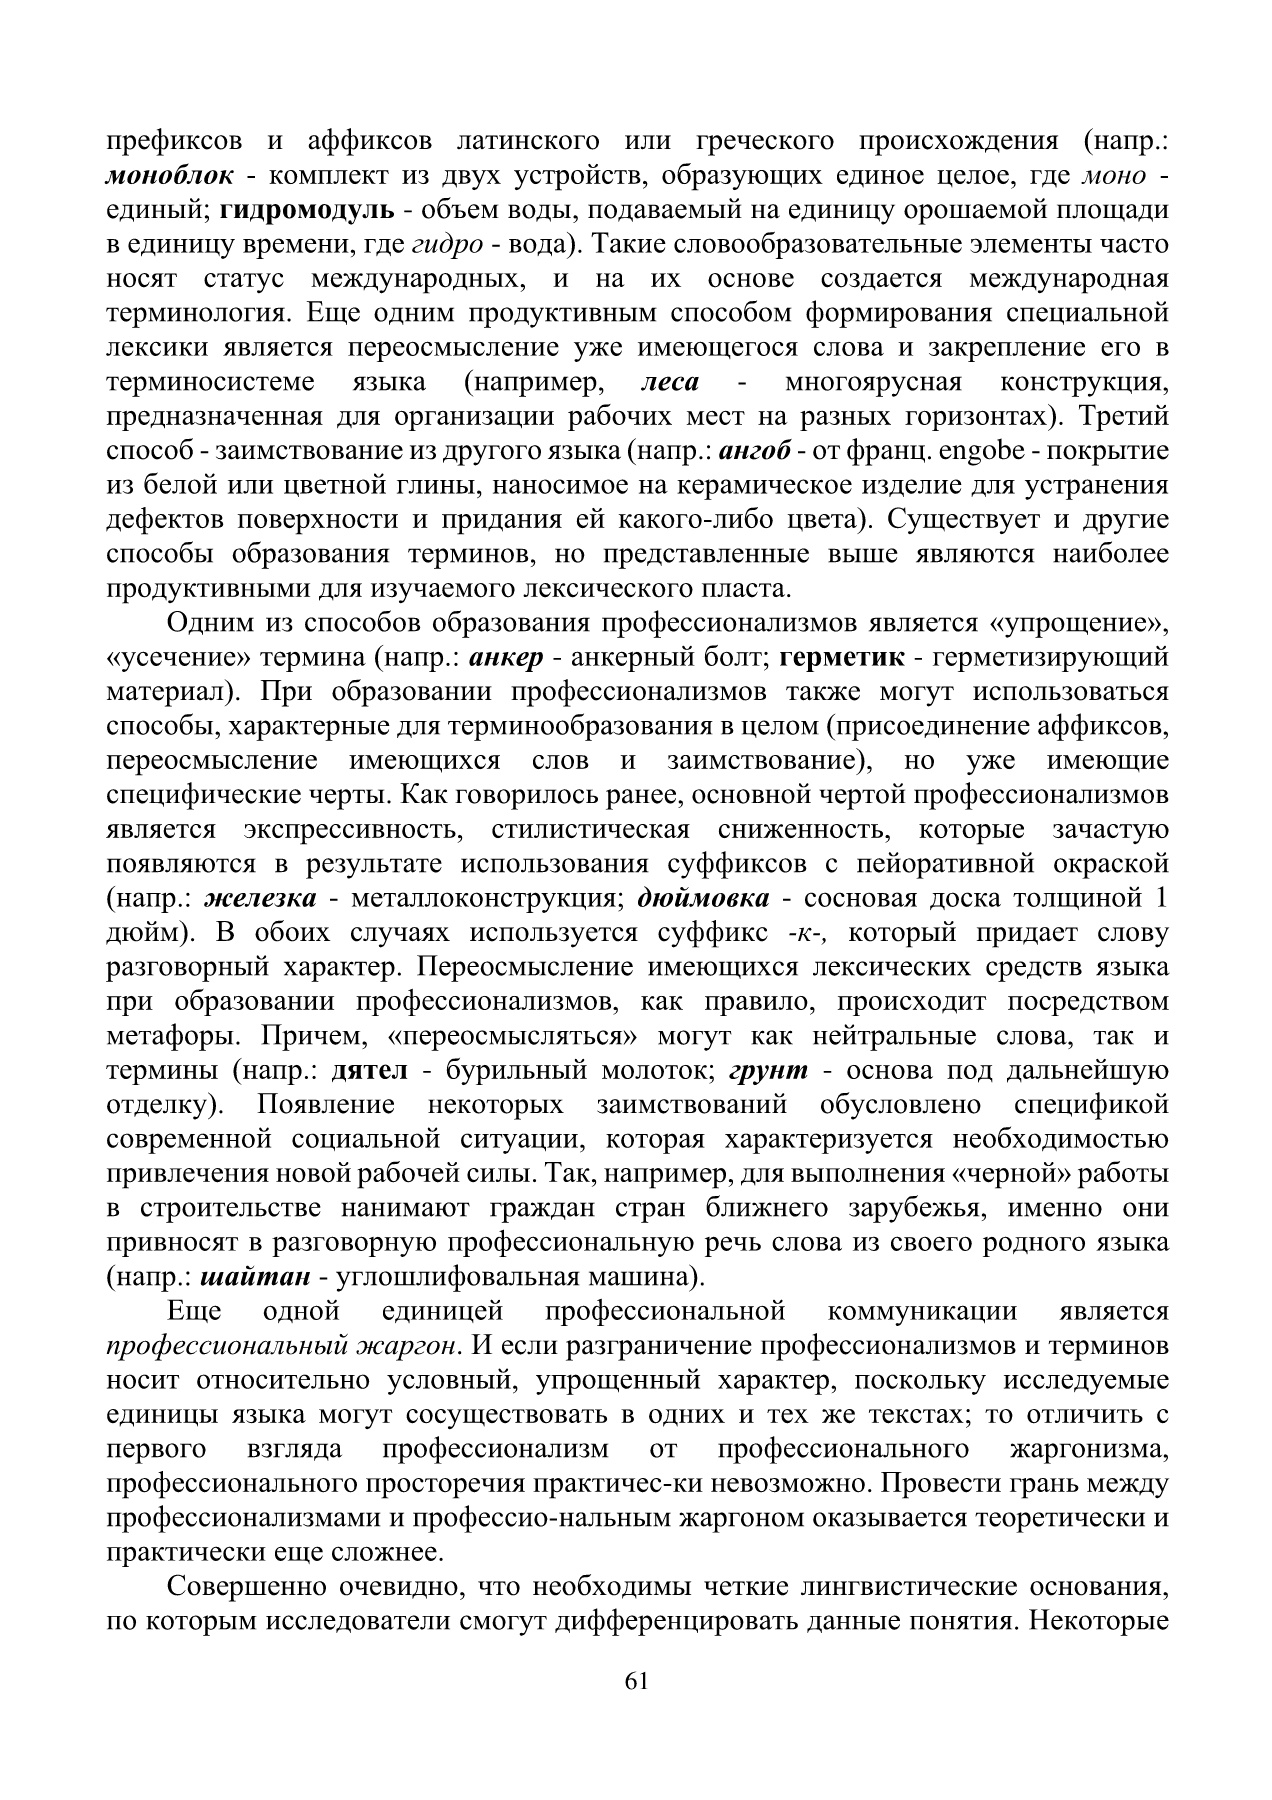 префиксов и аффиксов латинского или греческого происхождения (напр.:
моноблок - комплект из двух устройств, образующих единое целое, где моно -
единый; гидромодуль - объем воды, подаваемый на единицу орошаемой площади
в единицу времени, где гидро - вода). Такие словообразовательные элементы часто
носят статус международных, и на их основе создается международная
терминология. Еще одним продуктивным способом формирования специальной
лексики является переосмысление уже имеющегося слова и закрепление его в
терминосистеме языка (например, леса - многоярусная конструкция,
предназначенная для организации рабочих мест на разных горизонтах). Третий
способ - заимствование из другого языка (напр.: ангоб - от франц. engobe - покрытие
из белой или цветной глины, наносимое на керамическое изделие для устранения
дефектов поверхности и придания ей какого-либо цвета). Существует и другие
способы образования терминов, но представленные выше являются наиболее
продуктивными для изучаемого лексического пласта.
Одним из способов образования профессионализмов является «упрощение»,
«усечение» термина (напр.: анкер - анкерный болт; герметик - герметизирующий
материал). При образовании профессионализмов также могут использоваться
способы, характерные для терминообразования в целом (присоединение аффиксов,
переосмысление имеющихся слов и заимствование), но уже имеющие
специфические черты. Как говорилось ранее, основной чертой профессионализмов
является экспрессивность, стилистическая сниженность, которые зачастую
появляются в результате использования суффиксов с пейоративной окраской
(напр.: железка - металлоконструкция; дюймовка - сосновая доска толщиной 1
дюйм). В обоих случаях используется суффикс -к-, который придает слову
разговорный характер. Переосмысление имеющихся лексических средств языка
при образовании профессионализмов, как правило, происходит посредством
метафоры. Причем, «переосмысляться» могут как нейтральные слова, так и
термины (напр.: дятел - бурильный молоток; грунт - основа под дальнейшую
отделку). Появление некоторых заимствований обусловлено спецификой
современной социальной ситуации, которая характеризуется необходимостью
привлечения новой рабочей силы. Так, например, для выполнения «черной» работы
в строительстве нанимают граждан стран ближнего зарубежья, именно они
привносят в разговорную профессиональную речь слова из своего родного языка
(напр.: шайтан - углошлифовальная машина).
Еще одной единицей профессиональной коммуникации является
профессиональный жаргон. И если разграничение профессионализмов и терминов
носит относительно условный, упрощенный характер, поскольку исследуемые
единицы языка могут сосуществовать в одних и тех же текстах; то отличить с
первого взгляда профессионализм от профессионального жаргонизма,
профессионального просторечия практичес-ки невозможно. Провести грань между
профессионализмами и профессио-нальным жаргоном оказывается теоретически и
практически еще сложнее.
Совершенно очевидно, что необходимы четкие лингвистические основания,
по которым исследователи смогут дифференцировать данные понятия. Некоторые
61